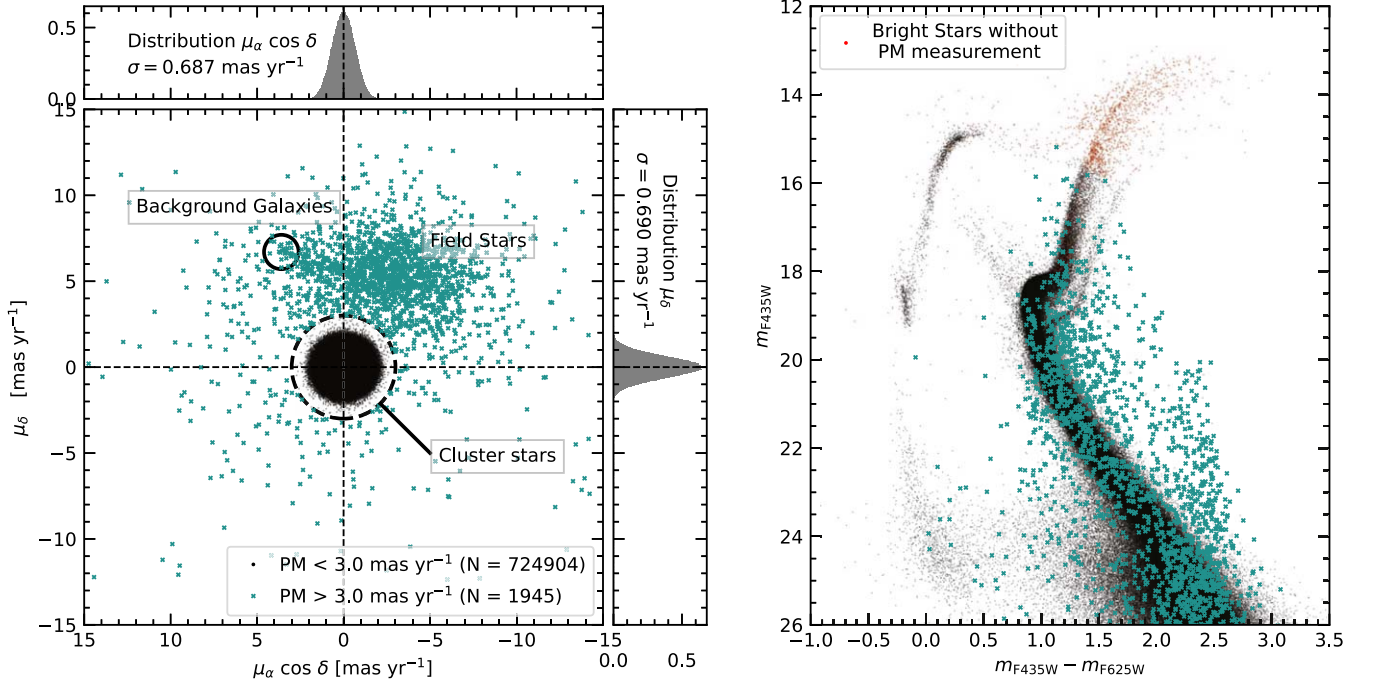 0.5
0.0
Distribution μα cos δ
σ = 0.687 mas yr⁻¹
15
10
5
0
−5
−10
−15
μδ [mas yr⁻¹]
Background Galaxies
Field Stars
Cluster stars
PM < 3.0 mas yr⁻¹ (N = 724904)
PM > 3.0 mas yr⁻¹ (N = 1945)
15
10
5
0
−5
−10
−15
μα cos δ [mas yr⁻¹]
Distribution μδ
σ = 0.690 mas yr⁻¹
0.0
0.5
12
14
16
18
20
22
24
26
mF435W
Bright Stars without
PM measurement
−1.0
−0.5
0.0
0.5
1.0
1.5
2.0
2.5
3.0
3.5
mF435W − mF625W